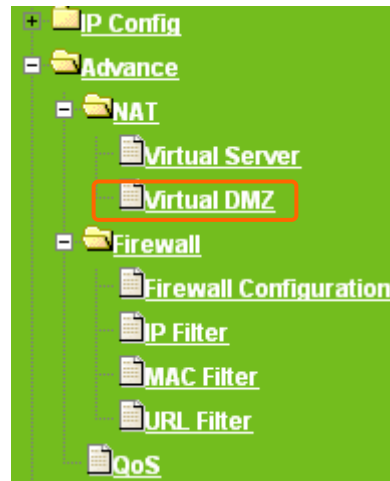 IP Config
Advance
NAT
Virtual Server
Virtual DMZ
Firewall
Firewall Configuration
IP Filter
MAC Filter
URL Filter
QoS